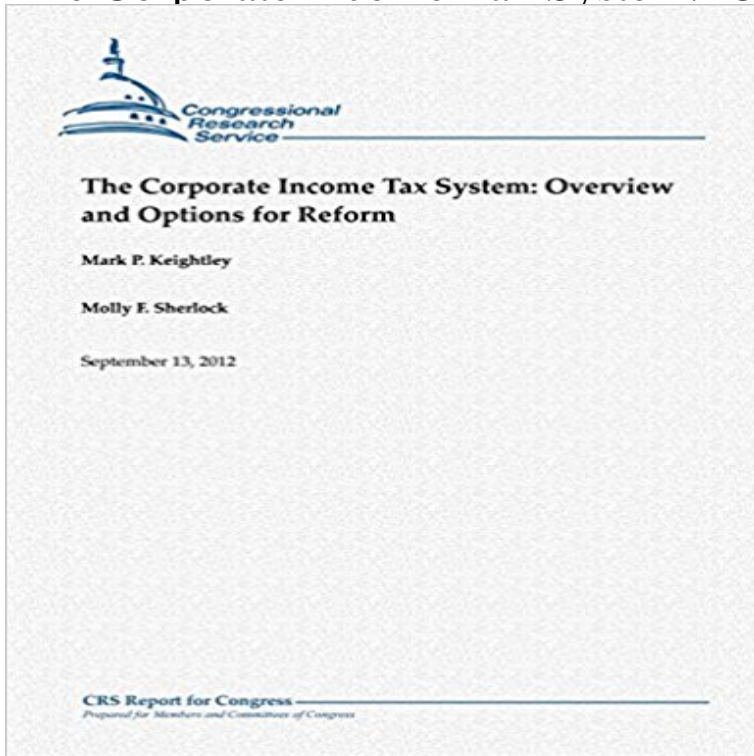 Congressional
Research
Service
The Corporate Income Tax System: Overview
and Options for Reform
Mark P. Keightley
Molly F. Sherlock
September 13, 2012
CRS Report for Congress
Prepared for Members and Committees of Congress